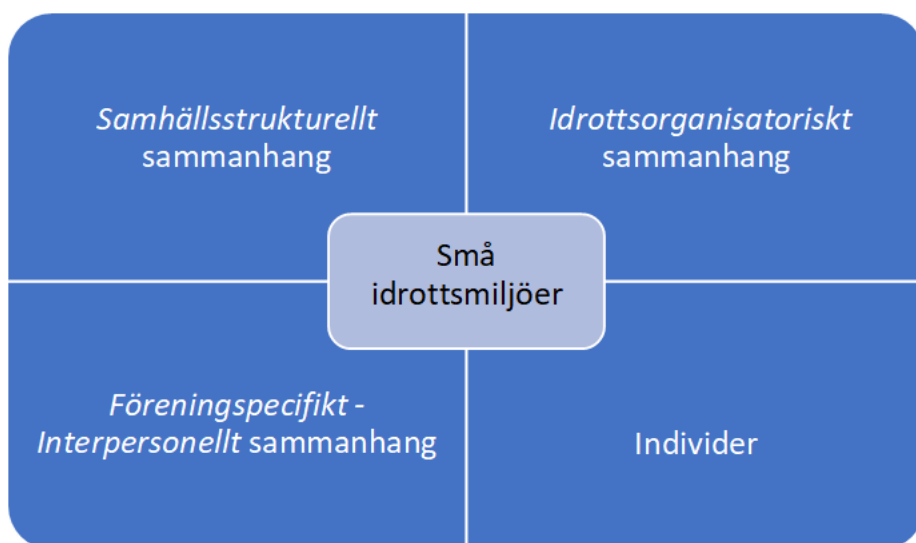 Samhällsstrukturellt
sammanhang
Idrottsorganisatoriskt
sammanhang
Små
idrottsmiljöer
Föreningspecifikt -
Interpersonellt sammanhang
Individer